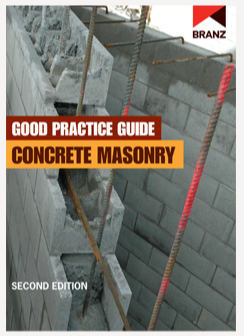 BRANZ
GOOD PRACTICE GUIDE
CONCRETE MASONRY
SECOND EDITION